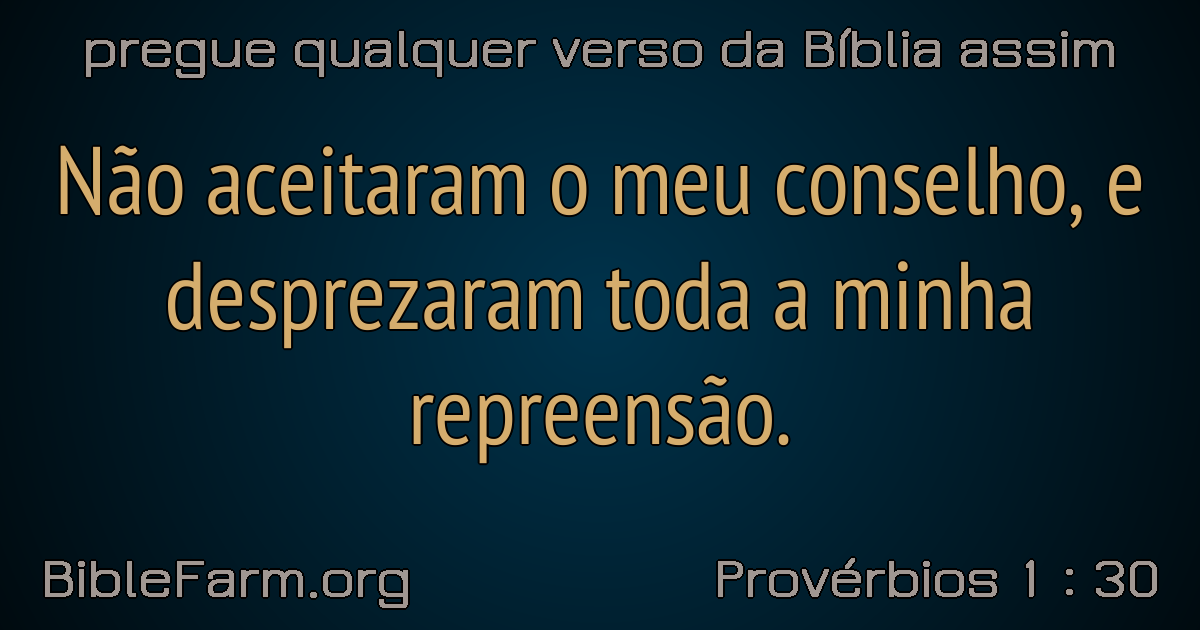 pregue qualquer verso da Bíblia assim
Não aceitaram o meu conselho, e
desprezaram toda a minha
repreensão.
BibleFarm.org
Provérbios 1 : 30